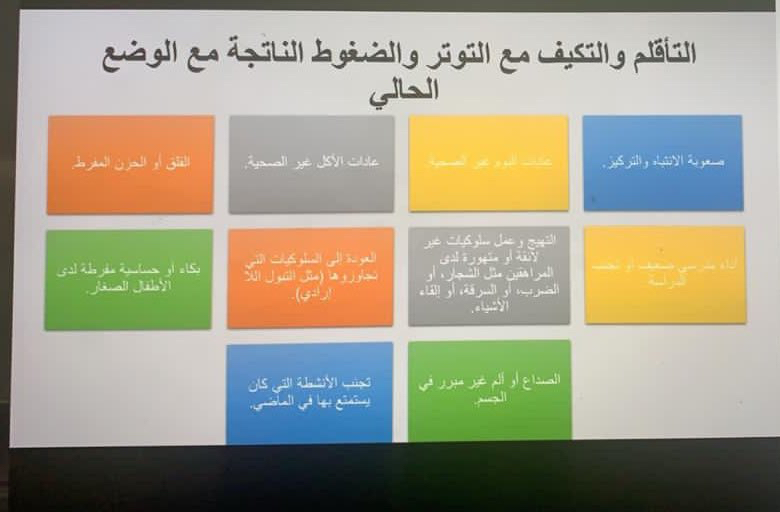 التأقلم والتكيف مع التوتر والضغوط الناتجة مع الوضع
الحالي
صعوبة الانتباه والتركيز.
عادات النوم غير الصحية.
عادات الأكل غير الصحية.
القلق أو الحزن المفرط.
أداء مدرسي ضعيف أو تجنب
الدراسة.
التهيج وعمل سلوكيات غير
لائقة أو متهورة لدى
المراهقين مثل الشجار، أو
الضرب، أو السرقة، أو إلقاء
الأشياء.
العودة إلى السلوكيات التي
تجاوزوها (مثل التبول اللا
إرادي).
بكاء أو حساسية مفرطة لدى
الأطفال الصغار.
الصداع أو ألم غير مبرر في
الجسم.
تجنب الأنشطة التي كان
يستمتع بها في الماضي.